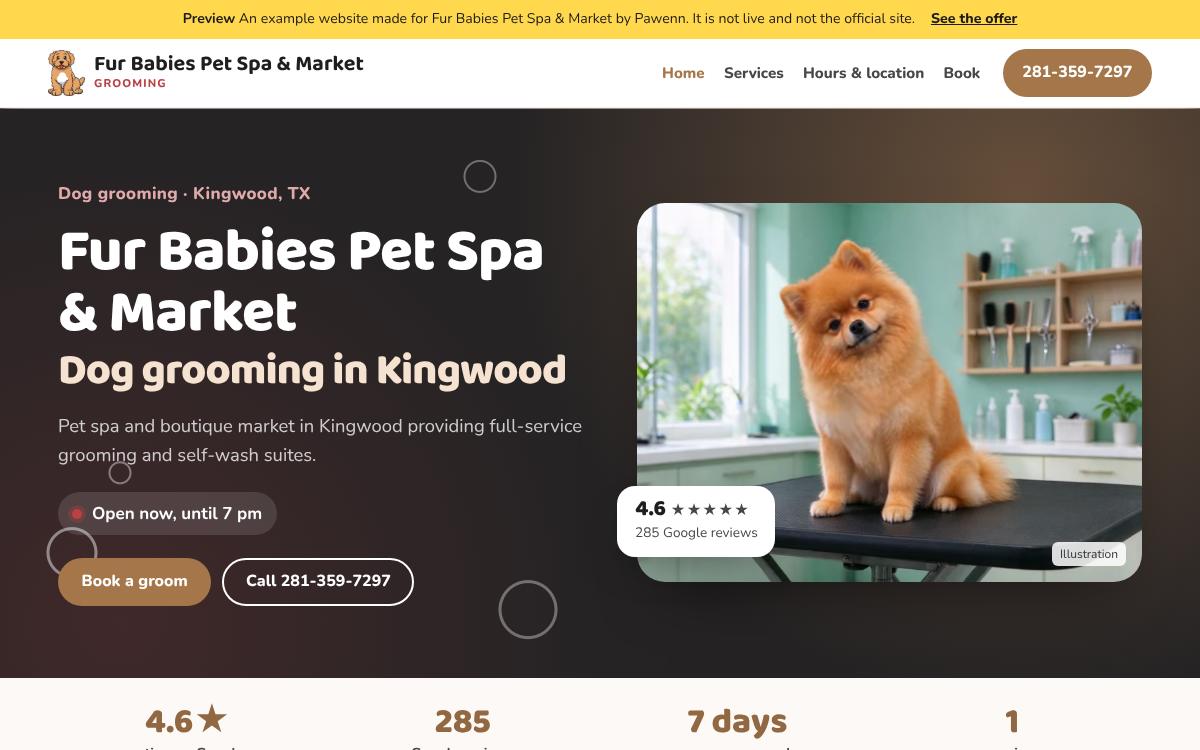 Preview An example website made for Fur Babies Pet Spa & Market by Pawenn. It is not live and not the official site. See the offer
Fur Babies Pet Spa & Market
GROOMING
Home Services Hours & location Book 281-359-7297
Dog grooming · Kingwood, TX
Fur Babies Pet Spa
& Market
Dog grooming in Kingwood
Pet spa and boutique market in Kingwood providing full-service
grooming and self-wash suites.
Open now, until 7 pm
Book a groom Call 281-359-7297
4.6 ★★★★★
285 Google reviews
Illustration
4.6★ 285 7 days 1